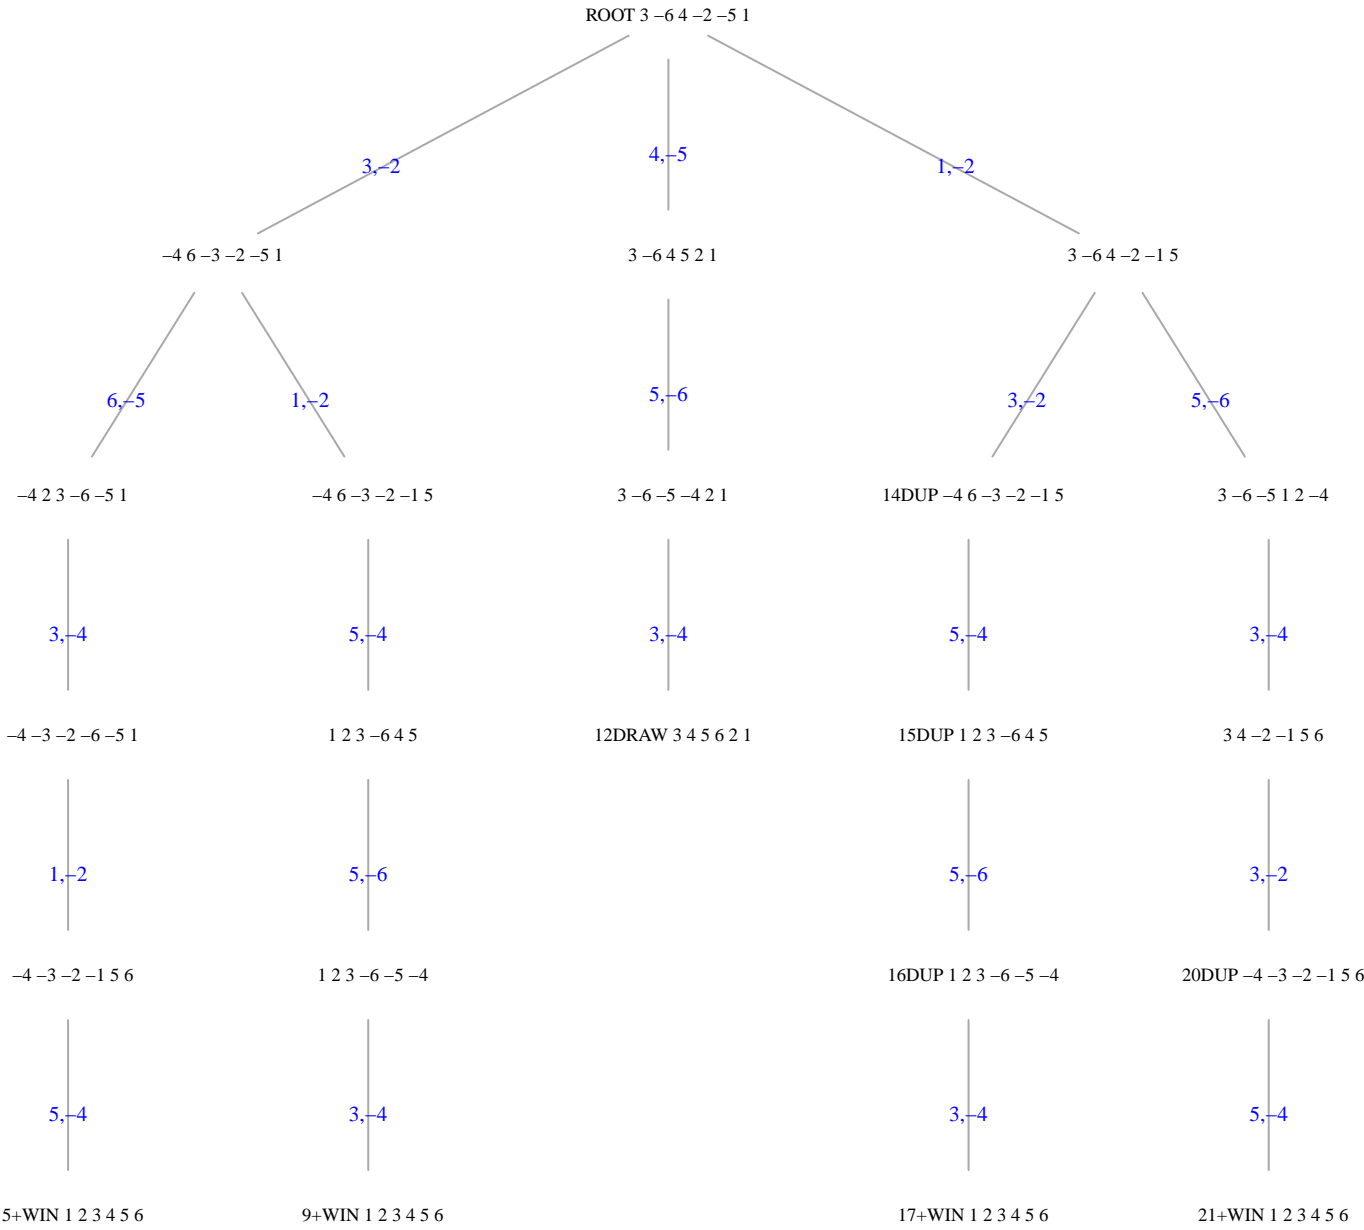 ROOT 3 –6 4 –2 –5 1
3,–2
4,–5
1,–2
–4 6 –3 –2 –5 1
3 –6 4 5 2 1
3 –6 4 –2 –1 5
6,–5
1,–2
5,–6
3,–2
5,–6
–4 2 3 –6 –5 1
–4 6 –3 –2 –1 5
3 –6 –5 –4 2 1
14DUP –4 6 –3 –2 –1 5
3 –6 –5 1 2 –4
3,–4
5,–4
3,–4
5,–4
3,–4
–4 –3 –2 –6 –5 1
1 2 3 –6 4 5
12DRAW 3 4 5 6 2 1
15DUP 1 2 3 –6 4 5
3 4 –2 –1 5 6
1,–2
5,–6
5,–6
3,–2
–4 –3 –2 –1 5 6
1 2 3 –6 –5 –4
16DUP 1 2 3 –6 –5 –4
20DUP –4 –3 –2 –1 5 6
5,–4
3,–4
3,–4
5,–4
5+WIN 1 2 3 4 5 6
9+WIN 1 2 3 4 5 6
17+WIN 1 2 3 4 5 6
21+WIN 1 2 3 4 5 6